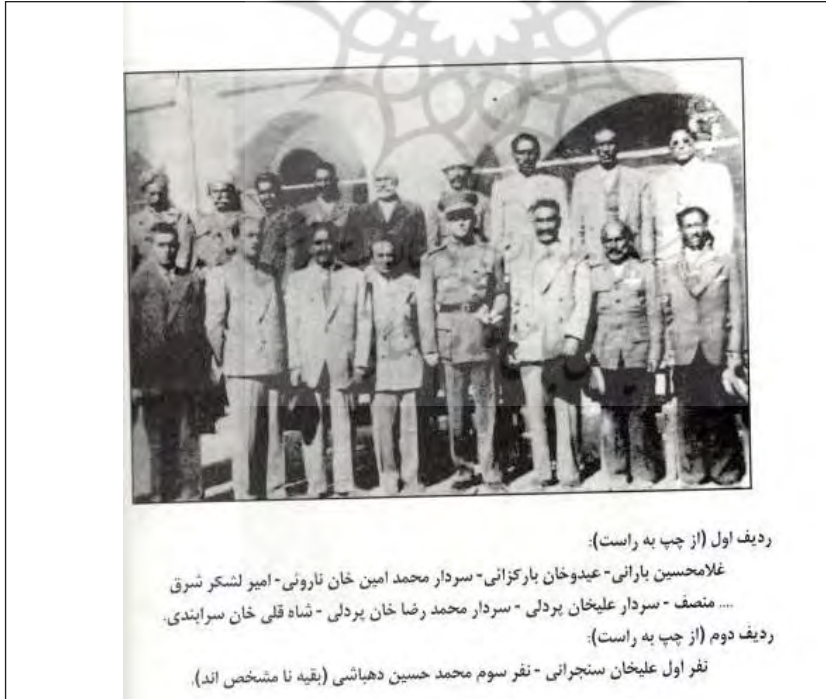 ردیف اول (از چپ به راست):
غلامحسین بارانی- عیدوخان بارکزائی- سردار محمد امین خان ناروئی- امیر لشکر شرق
.... منصف - سردار علیخان پردلی - سردار محمد رضا خان پردلی - شاه قلی خان سرابندی.
ردیف دوم (از چپ به راست):
نفر اول علیخان سنجرانی - نفر سوم محمد حسین دهباشی (بقیه نا مشخص اند).